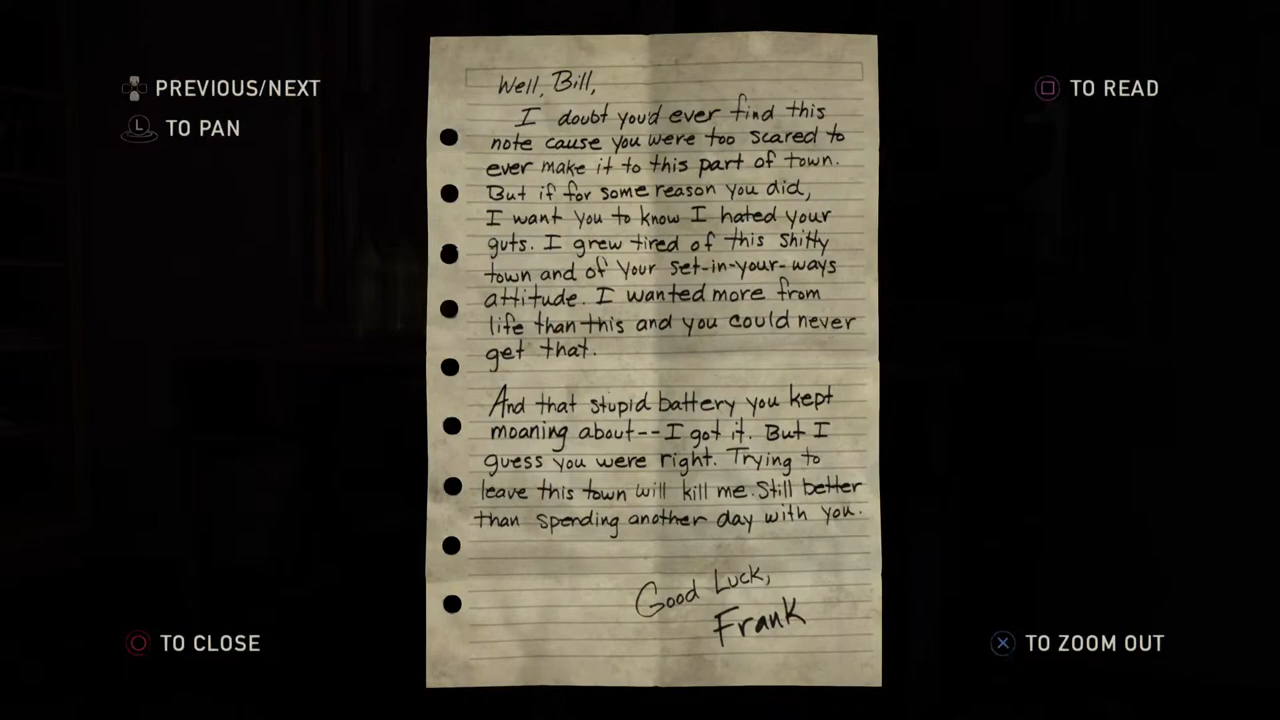 PREVIOUS/NEXT
L TO PAN
TO READ
Well, Bill,
I doubt you'd ever find this
note cause you were too scared to
ever make it to this part of town.
But if for some reason you did,
I want you to know I hated your
guts. I grew tired of this shitty
town and of your set-in-your-ways
attitude. I wanted more from
life than this and you could never
get that.
And that stupid battery you kept
moaning about--I got it. But I
guess you were right. Trying to
leave this town will kill me. Still better
than spending another day with you.
Good Luck,
Frank
TO CLOSE
TO ZOOM OUT